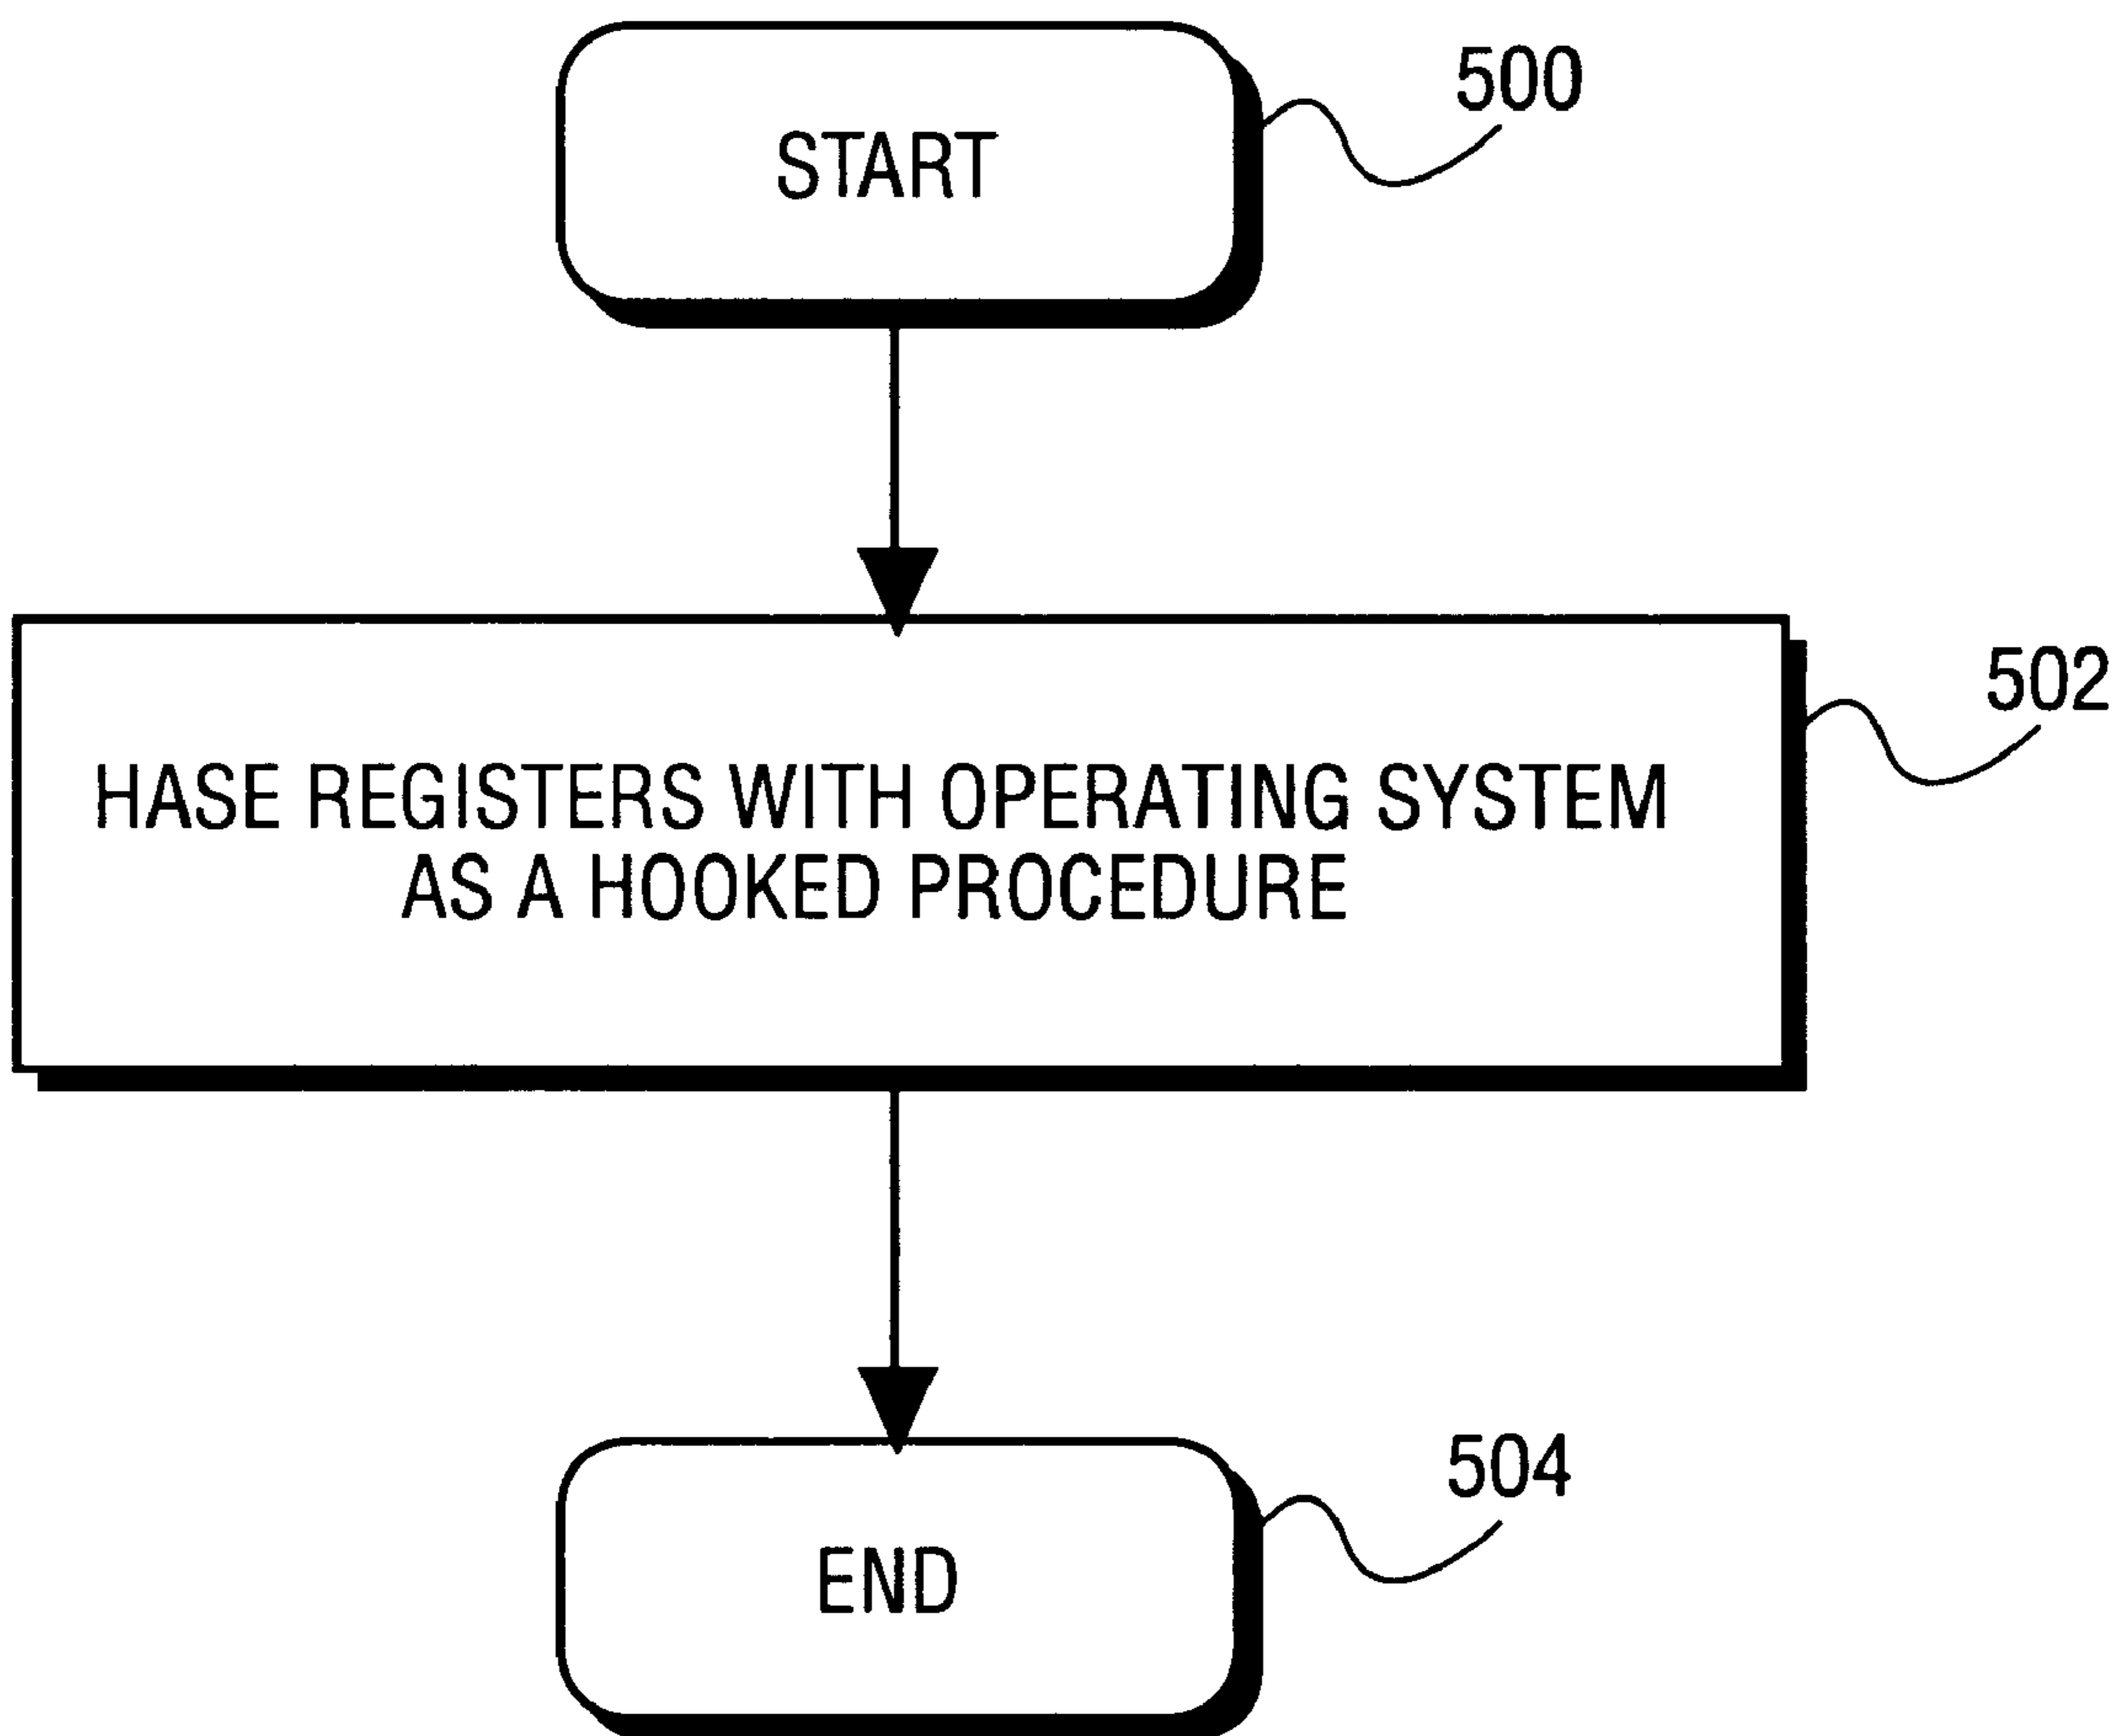 START
500
HASE REGISTERS WITH OPERATING SYSTEM
AS A HOOKED PROCEDURE
502
END
504